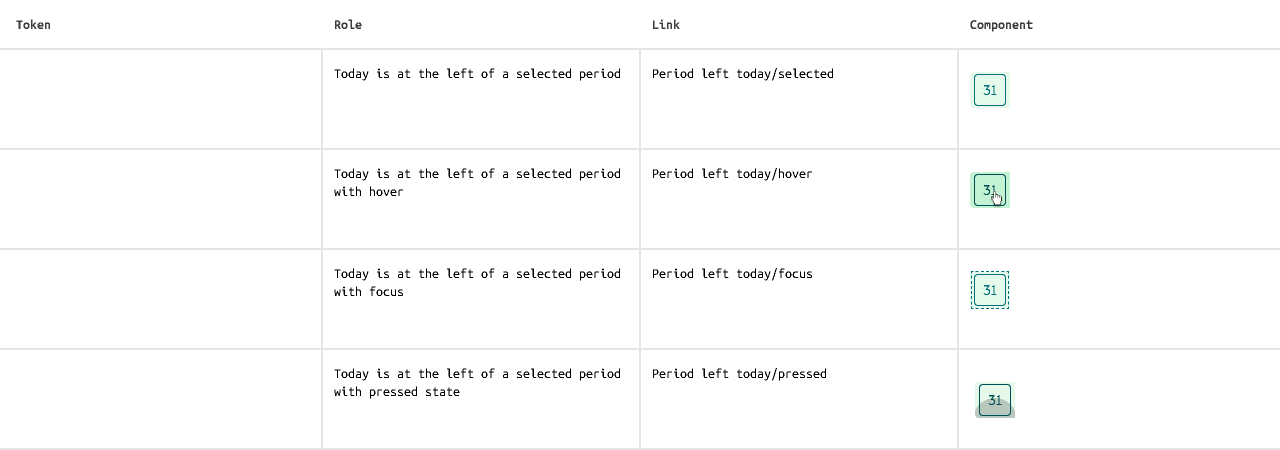 Token Role Link Component
Today is at the left of a selected period Period left today/selected 31
Today is at the left of a selected period Period left today/hover 31
with hover
Today is at the left of a selected period Period left today/focus 31
with focus
Today is at the left of a selected period Period left today/pressed 31
with pressed state